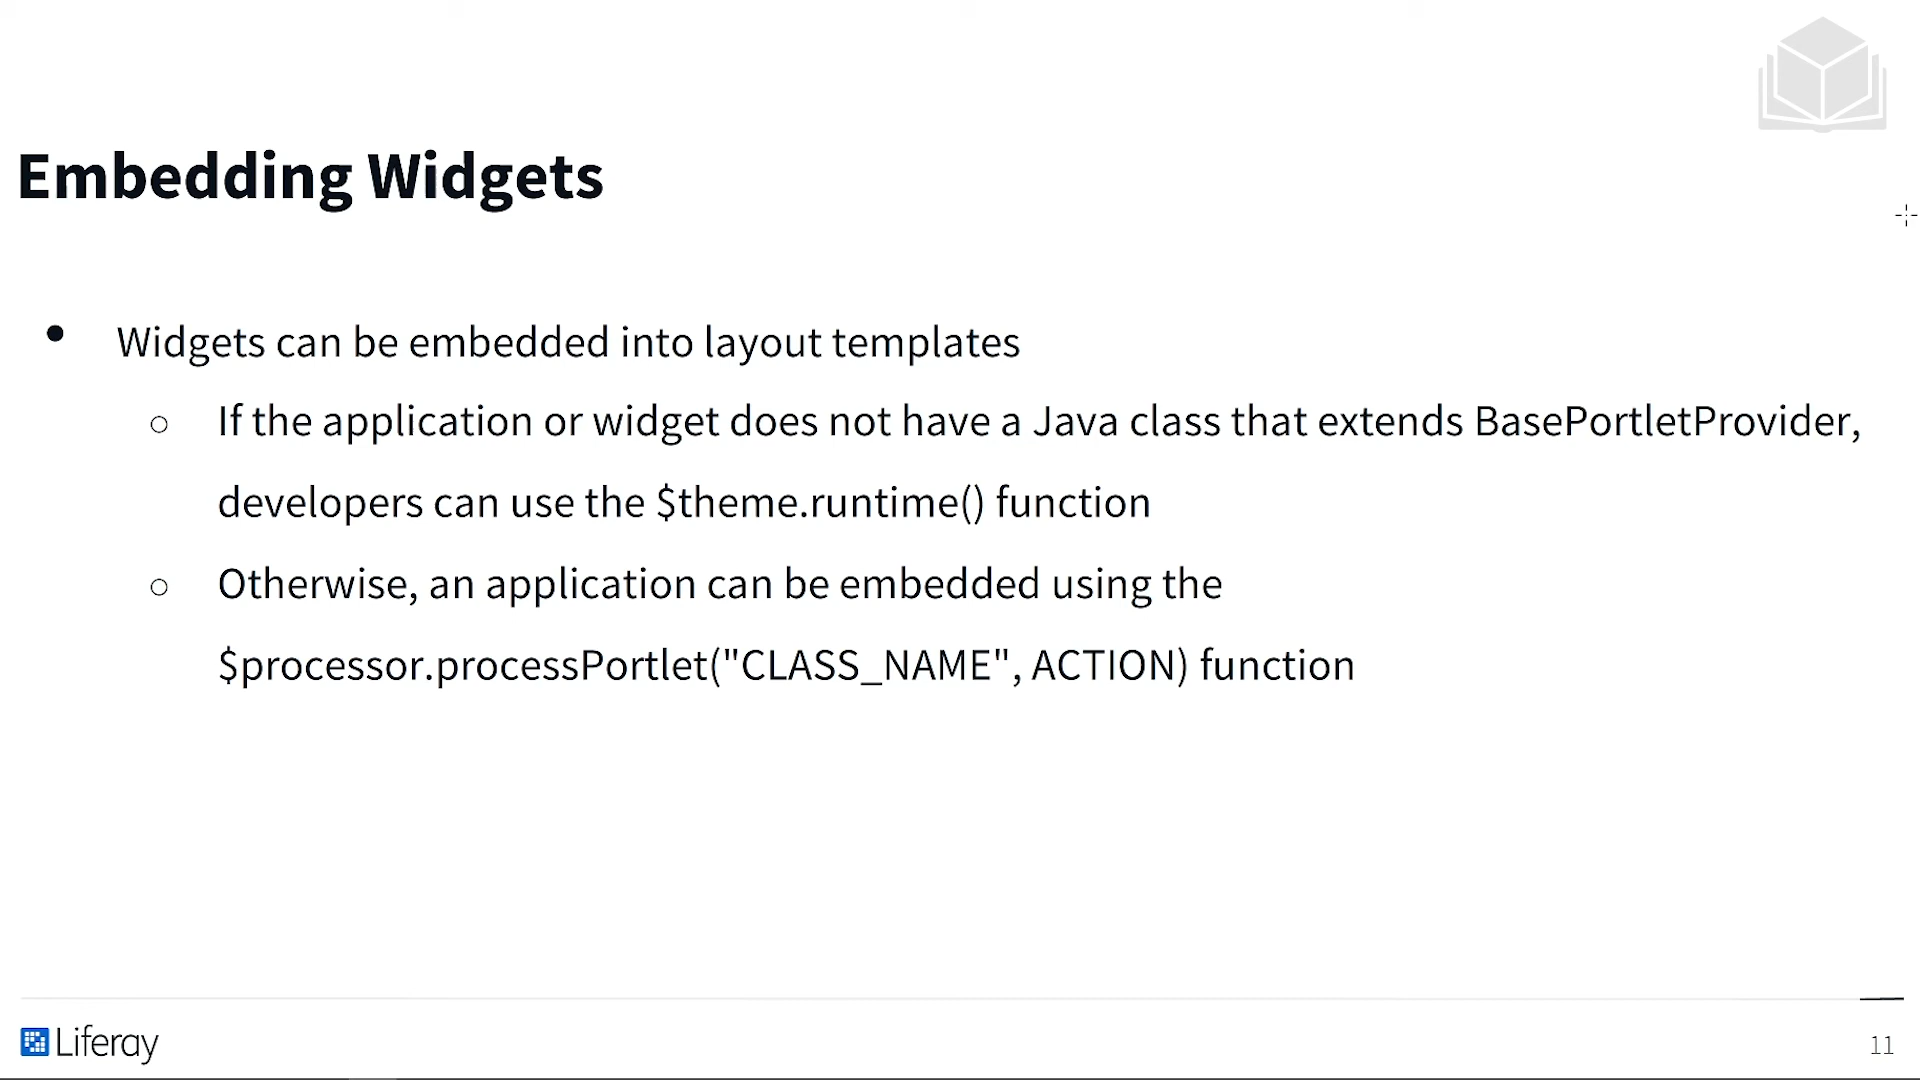 Embedding Widgets
• Widgets can be embedded into layout templates
○ If the application or widget does not have a Java class that extends BasePortletProvider,
developers can use the $theme.runtime() function
○ Otherwise, an application can be embedded using the
$processor.processPortlet("CLASS_NAME", ACTION) function
Liferay
11